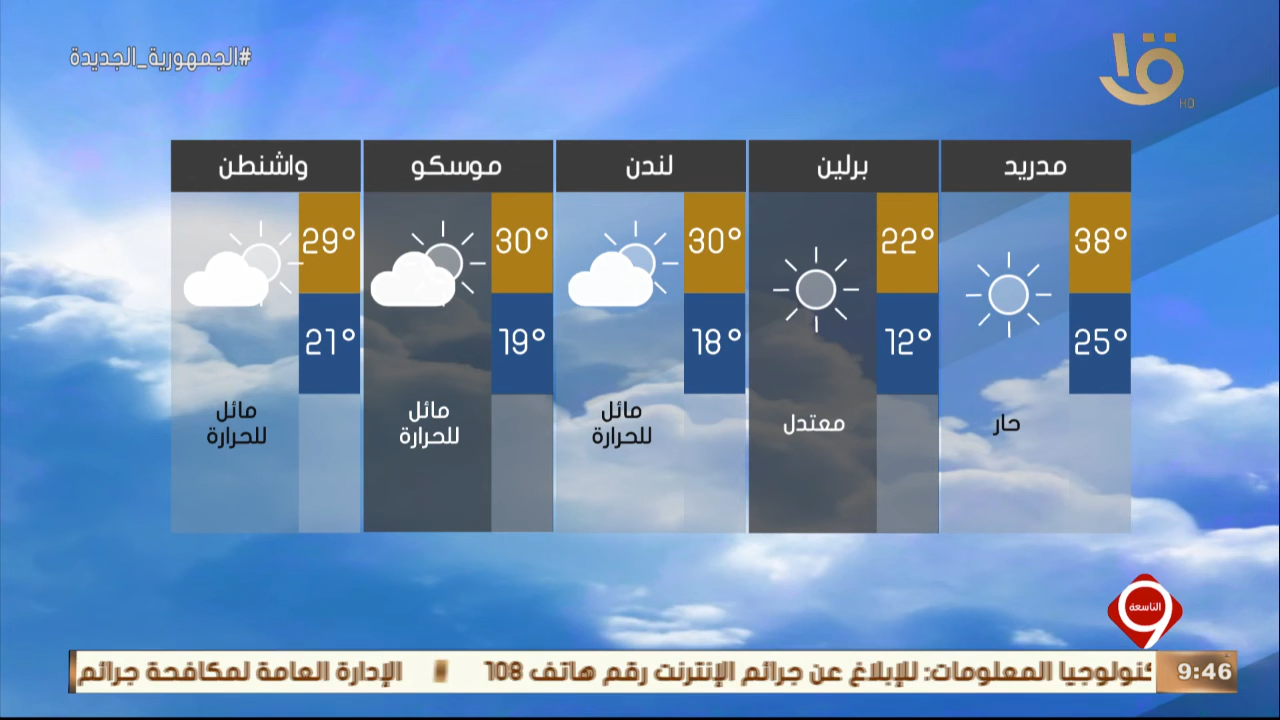 #الجمهورية_الجديدة
HD
مدريد
38°
25°
حار
برلين
22°
12°
معتدل
لندن
30°
18°
مائل
للحرارة
موسكو
30°
19°
مائل
للحرارة
واشنطن
29°
21°
مائل
للحرارة
9
التاسعة
9:46
المعلومات: للإبلاغ عن جرائم الإنترنت رقم هاتف 108
الإدارة العامة لمكافحة جرائم